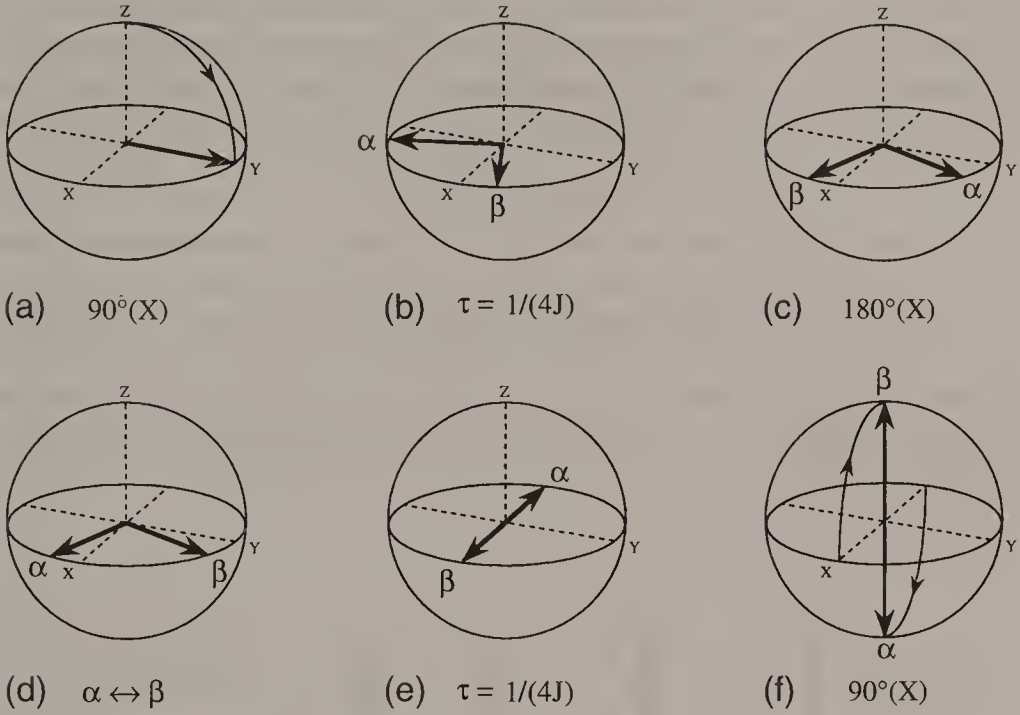 Z
X
Y
(a) 90°(X)
Z
α
X
Y
β
(b) τ = 1/(4J)
Z
Y
β
X
α
(c) 180°(X)
Z
Y
α
X
β
(d) α ↔ β
Z
α
Y
β
(e) τ = 1/(4J)
β
Y
X
α
(f) 90°(X)